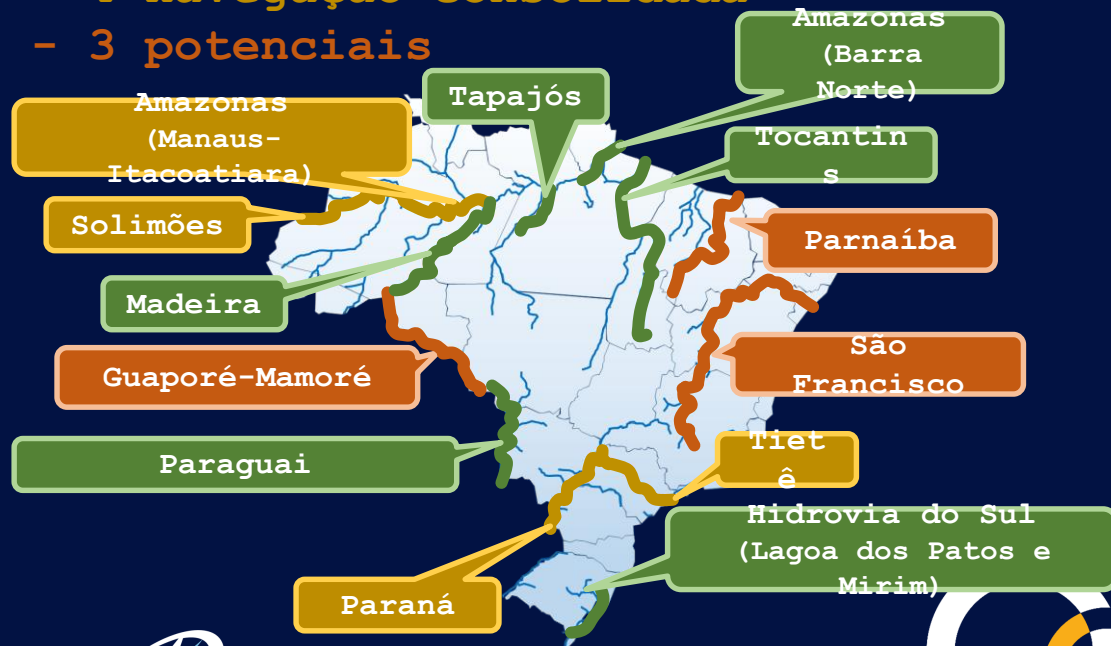 - 3 potenciais
Amazonas
(Barra
Norte)
Tapajós
Amazonas
(Manaus-
Itacoatiara)
Tocantin
s
Solimões
Parnaíba
Madeira
São
Francisco
Guaporé-Mamoré
Tiet
ê
Paraguai
Hidrovia do Sul
(Lagoa dos Patos e
Mirim)
Paraná